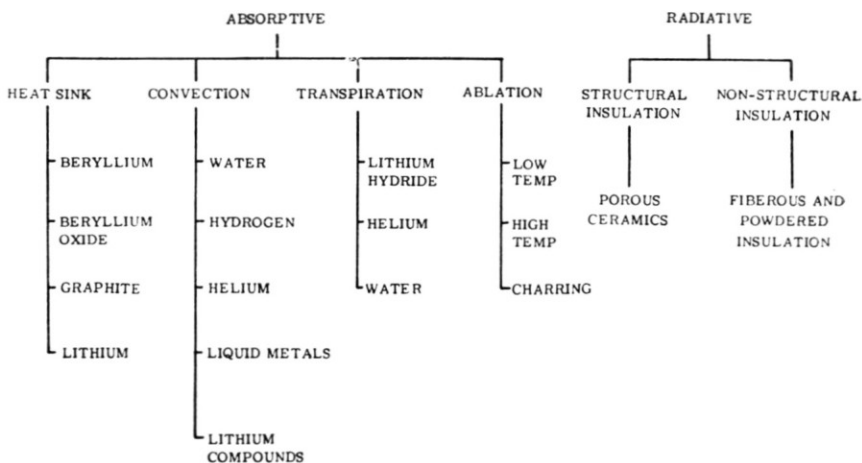 ABSORPTIVE
RADIATIVE
HEAT SINK
CONVECTION
TRANSPIRATION
ABLATION
STRUCTURAL
INSULATION
NON-STRUCTURAL
INSULATION
BERYLLIUM
BERYLLIUM
OXIDE
GRAPHITE
LITHIUM
WATER
HYDROGEN
HELIUM
LIQUID METALS
LITHIUM
COMPOUNDS
LITHIUM
HYDRIDE
HELIUM
WATER
LOW
TEMP
HIGH
TEMP
CHARRING
POROUS
CERAMICS
FIBEROUS AND
POWDERED
INSULATION